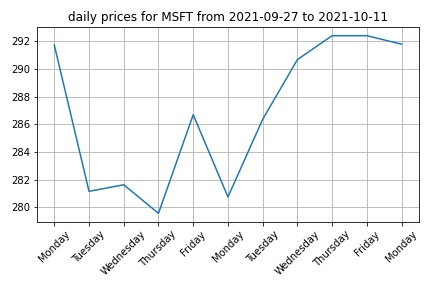 daily prices for MSFT from 2021-09-27 to 2021-10-11
292
290
288
286
284
282
280
Monday
Tuesday
Wednesday
Thursday
Friday
Monday
Tuesday
Wednesday
Thursday
Friday
Monday